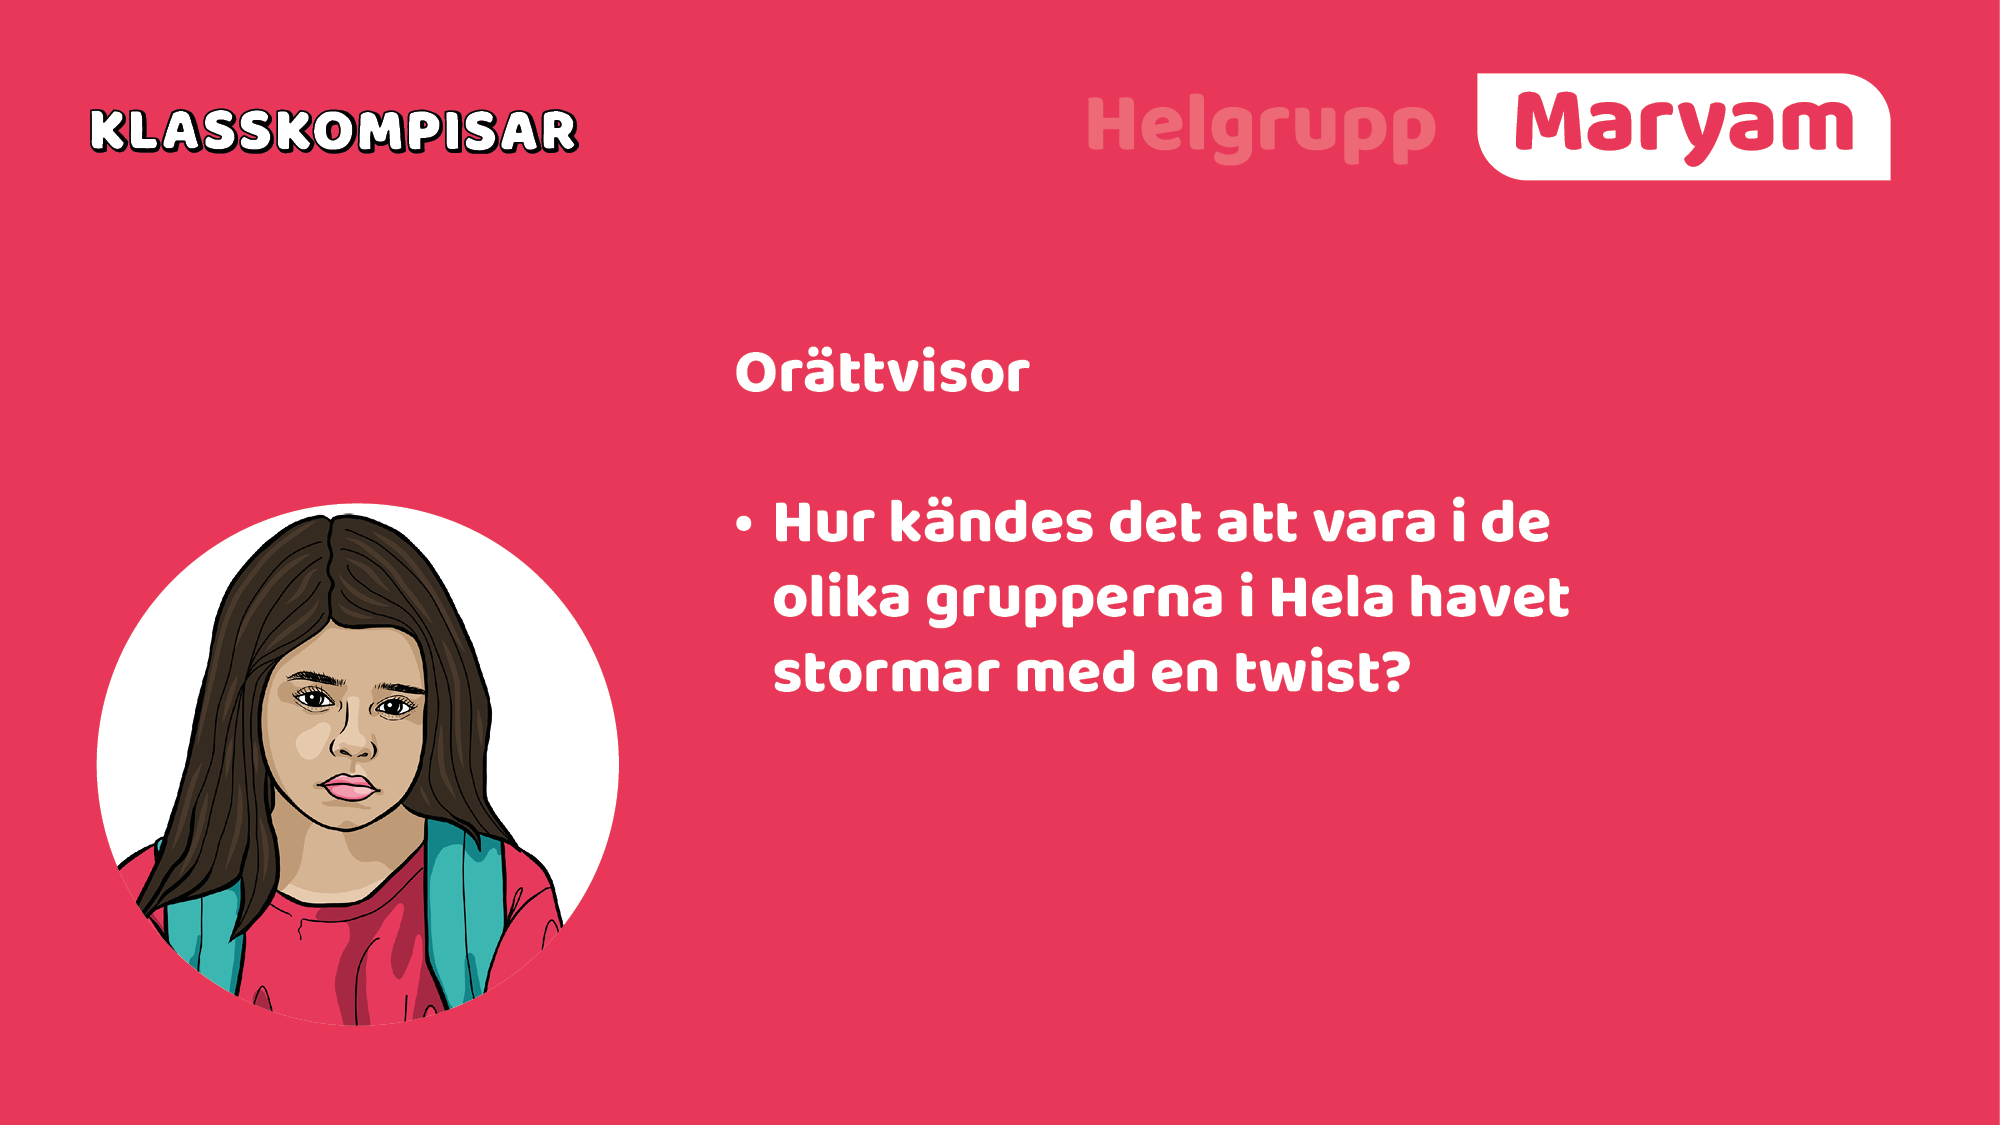 KLASSKOMPISAR
Helgrupp
Maryam
Orättvisor
• Hur kändes det att vara i de
olika grupperna i Hela havet
stormar med en twist?